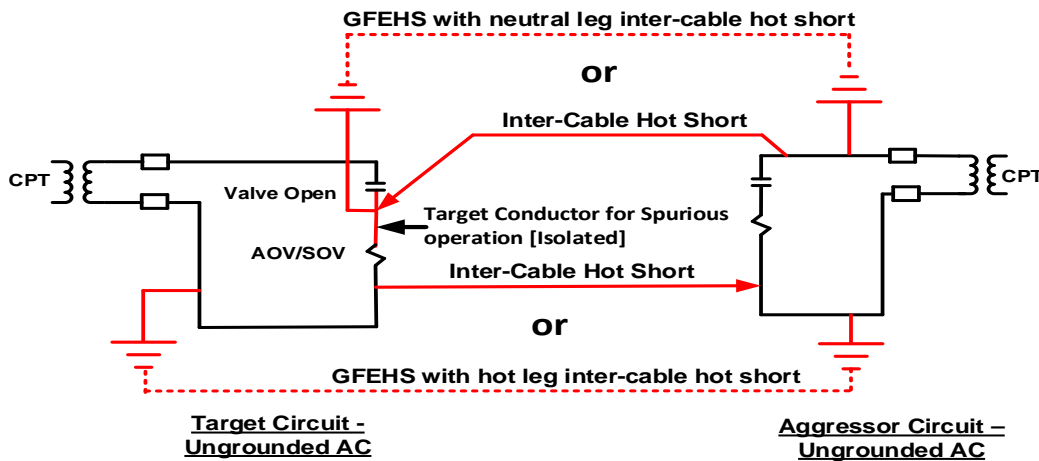 GFEHS with neutral leg inter-cable hot short
or
Inter-Cable Hot Short
CPT
CPT
Valve Open
Target Conductor for Spurious
operation [Isolated]
AOV/SOV
Inter-Cable Hot Short
or
GFEHS with hot leg inter-cable hot short
Target Circuit -
Ungrounded AC
Aggressor Circuit –
Ungrounded AC